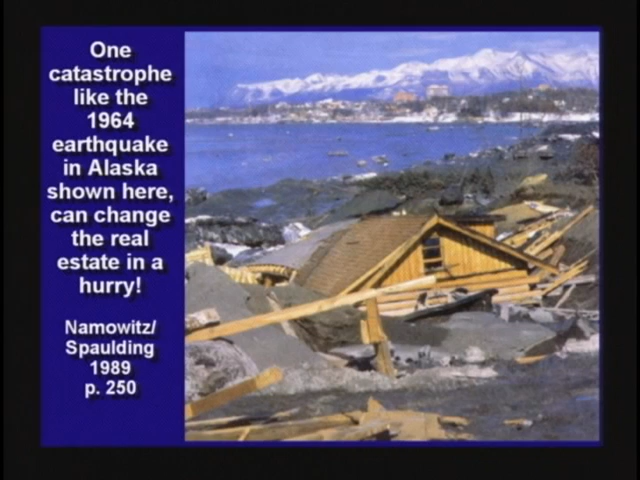 One
catastrophe
like the
1964
earthquake
in Alaska
shown here,
can change
the real
estate in a
hurry!
Namowitz/
Spaulding
1989
p. 250